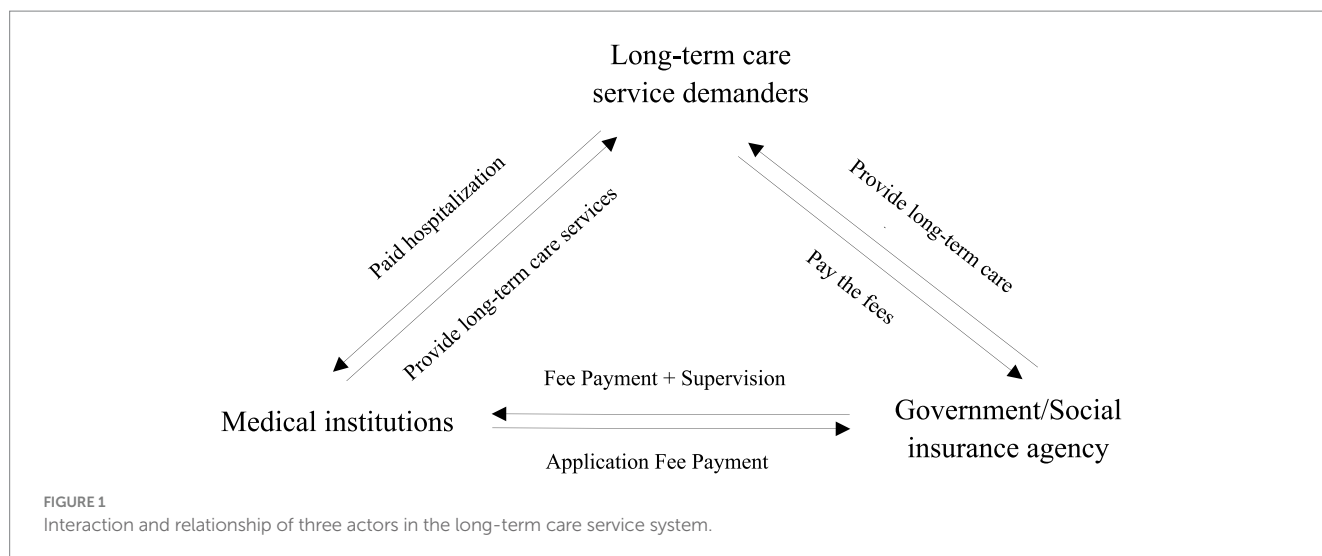 Long-term care
service demanders
Paid hospitalization
Provide long-term care services
Provide long-term care
Pay the fees
Fee Payment + Supervision
Medical institutions
Government/Social
insurance agency
Application Fee Payment
FIGURE 1
Interaction and relationship of three actors in the long-term care service system.